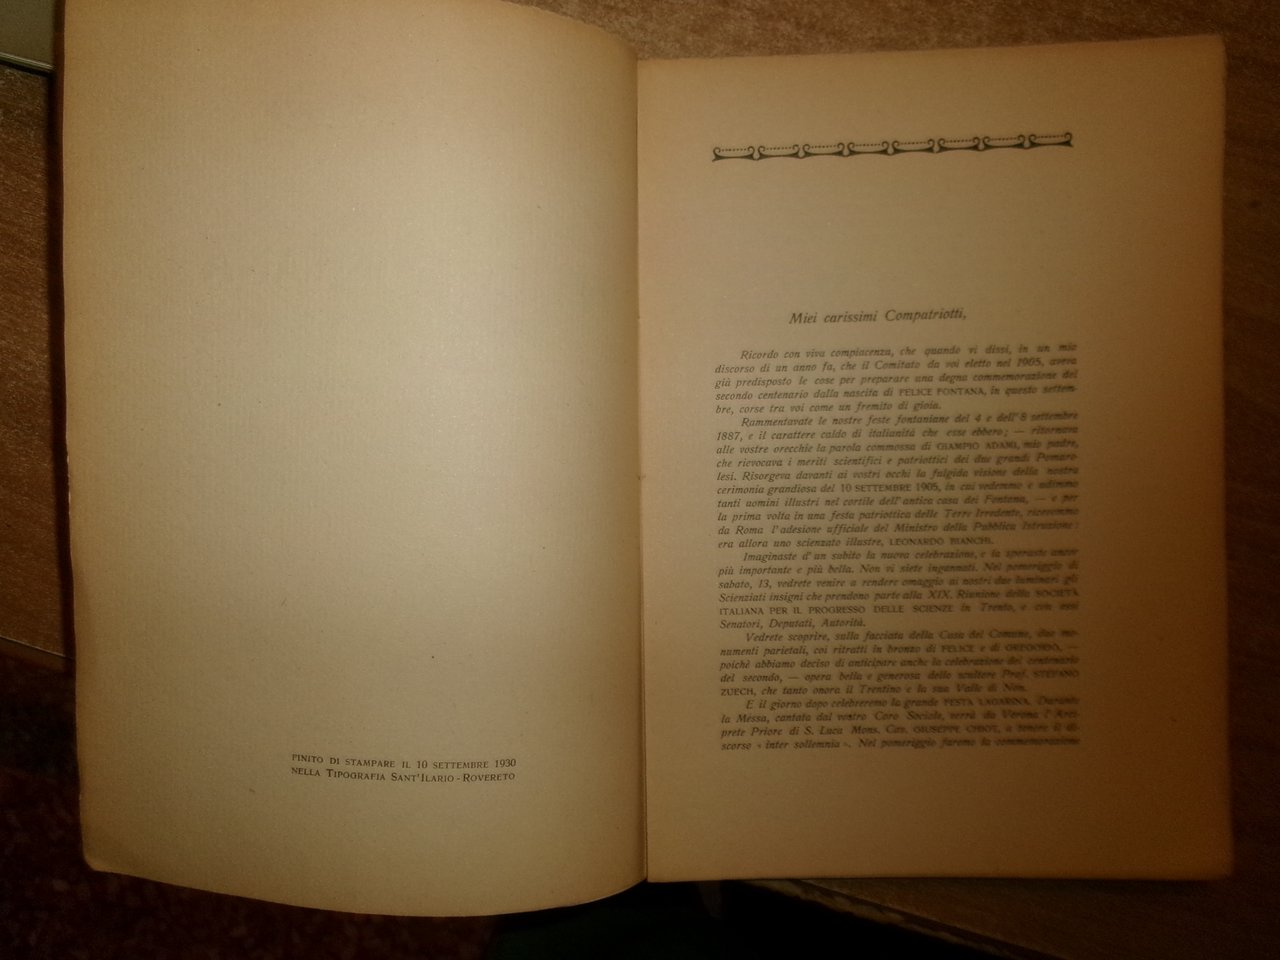 FINITO DI STAMPARE IL 10 SETTEMBRE 1930
NELLA TIPOGRAFIA SANT'ILARIO - ROVERETO
Miei carissimi Compatriotti,
Ricordo con viva compiacenza, che quando vi dissi, in un mio
discorso di un anno fa, che il Comitato da voi eletto nel 1905, aveva
già predisposto le cose per preparare una degna commemorazione del
secondo centenario dalla nascita di FELICE FONTANA, in questo settem-
bre, corse tra voi come un fremito di gioia.
Rammentavate le nostre feste fontaniane del 4 e dell'8 settembre
1887, e il carattere caldo di italianità che esse ebbero; — ritornava
alle vostre orecchie la parola commossa di GIAMPIO ADAMI, mio padre,
che rievocava i meriti scientifici e patriottici dei due grandi Pomaro-
lesi. Risorgeva davanti ai vostri occhi la fulgida visione della nostra
cerimonia grandiosa del 10 SETTEMBRE 1905, in cui vedemmo e udimmo
tanti uomini illustri nel cortile dell'antica casa dei Fontana, — e per
la prima volta in una festa patriottica delle Terre Irredente, ricevemmo
da Roma l'adesione ufficiale del Ministro della Pubblica Istruzione:
era allora uno scienzato illustre, LEONARDO BIANCHI.
Imaginaste d'un subito la nuova celebrazione, e la speraste ancor
più importante e più bella. Non vi siete ingannati. Nel pomeriggio di
sabato, 13, vedrete venire a rendere omaggio ai nostri due luminari gli
Scienziati insigni che prendono parte alla XIX. Riunione della SOCIETÀ
ITALIANA PER IL PROGRESSO DELLE SCIENZE in Trento, e con essi
Senatori, Deputati, Autorità.
Vedrete scoprire, sulla facciata della Casa del Comune, due mo-
numenti parietali, coi ritratti in bronzo di FELICE e di GREGORIO, —
poichè abbiamo deciso di anticipare anche la celebrazione del centenario
del secondo, — opera bella e generosa dello scultore Prof. STEFANO
ZUECH, che tanto onora il Trentino e la sua Valle di Non.
E il giorno dopo celebreremo la grande FESTA LAGARINA. Durante
la Messa, cantata dal vostro Coro Sociale, verrà da Verona l'Arci-
prete Priore di S. Luca Mons. Cav. GIUSEPPE CHIOT, a tenere il di-
scorso « inter sollemnia ». Nel pomeriggio faremo la commemorazione